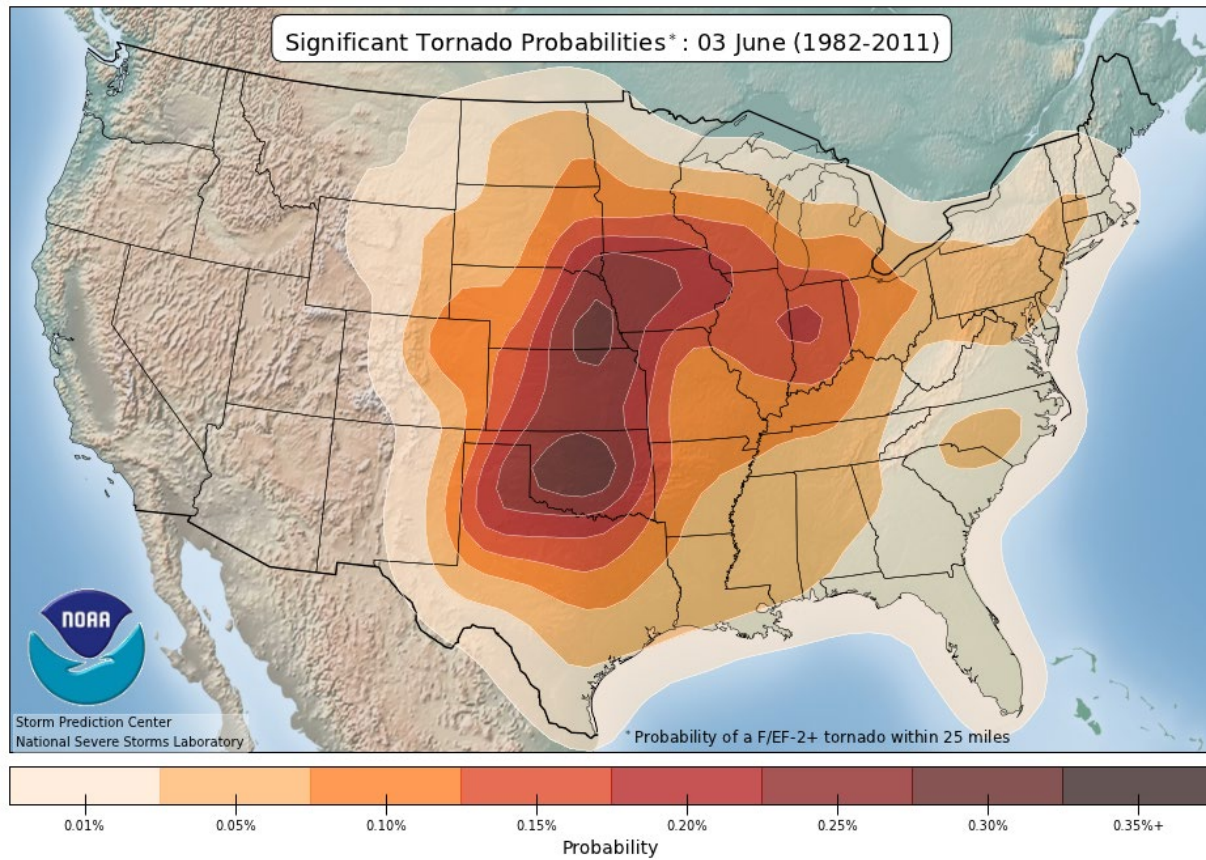 Significant Tornado Probabilities*: 03 June (1982-2011)
NOAA
Storm Prediction Center
National Severe Storms Laboratory
*Probability of a F/EF-2+ tornado within 25 miles
0.01% 0.05% 0.10% 0.15% 0.20% 0.25% 0.30% 0.35%+
Probability